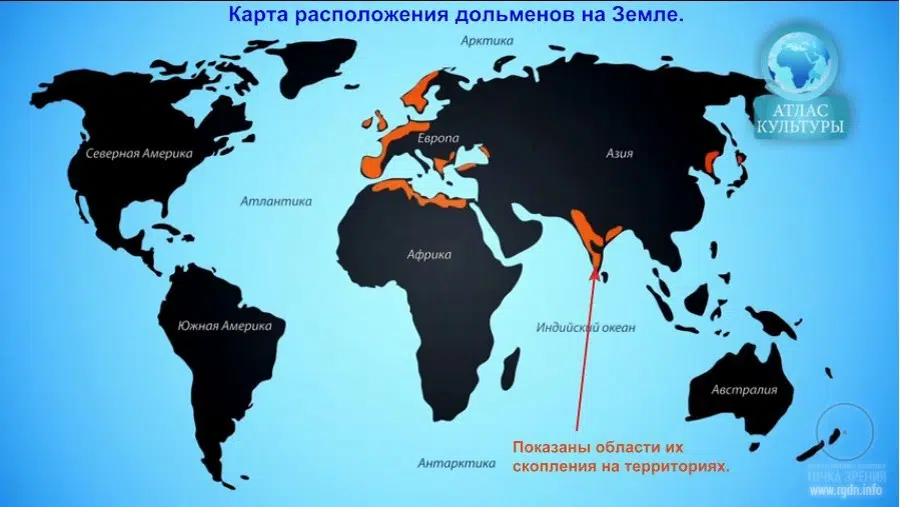 Карта расположения дольменов на Земле.
Арктика
АТЛАС
КУЛЬТУРЫ
Европа
Северная Америка
Азия
Атлантика
Африка
Южная Америка
Индийский океан
Австралия
Показаны области их
скопления на территориях.
Антарктика
ТОЧКА ЗРЕНИЯ
www.rgdn.info